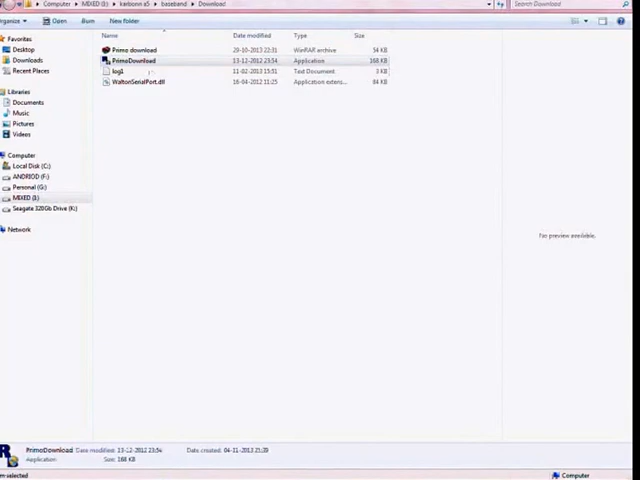 Computer ▸ MIXED (I:) ▸ karbonn a5 ▸ baseband ▸ Download
Search Download
Organize ▾ Open Burn New folder
Name Date modified Type Size
Prime download 29-10-2013 22:31 WinRAR archive 54 KB
PrimoDownload 13-12-2012 23:54 Application 168 KB
log1 11-02-2013 15:51 Text Document 3 KB
WaltonSerialPort.dll 16-04-2012 11:25 Application extens... 84 KB
Favorites
Desktop
Downloads
Recent Places
Libraries
Documents
Music
Pictures
Videos
Computer
Local Disk (C:)
ANDRIOD (F:)
Personal (G:)
MIXED (I:)
Seagate 320Gb Drive (K:)
Network
No preview available.
PrimoDownload Date modified: 13-12-2012 23:54 Date created: 04-11-2013 21:39
Application Size: 168 KB
m selected
Computer